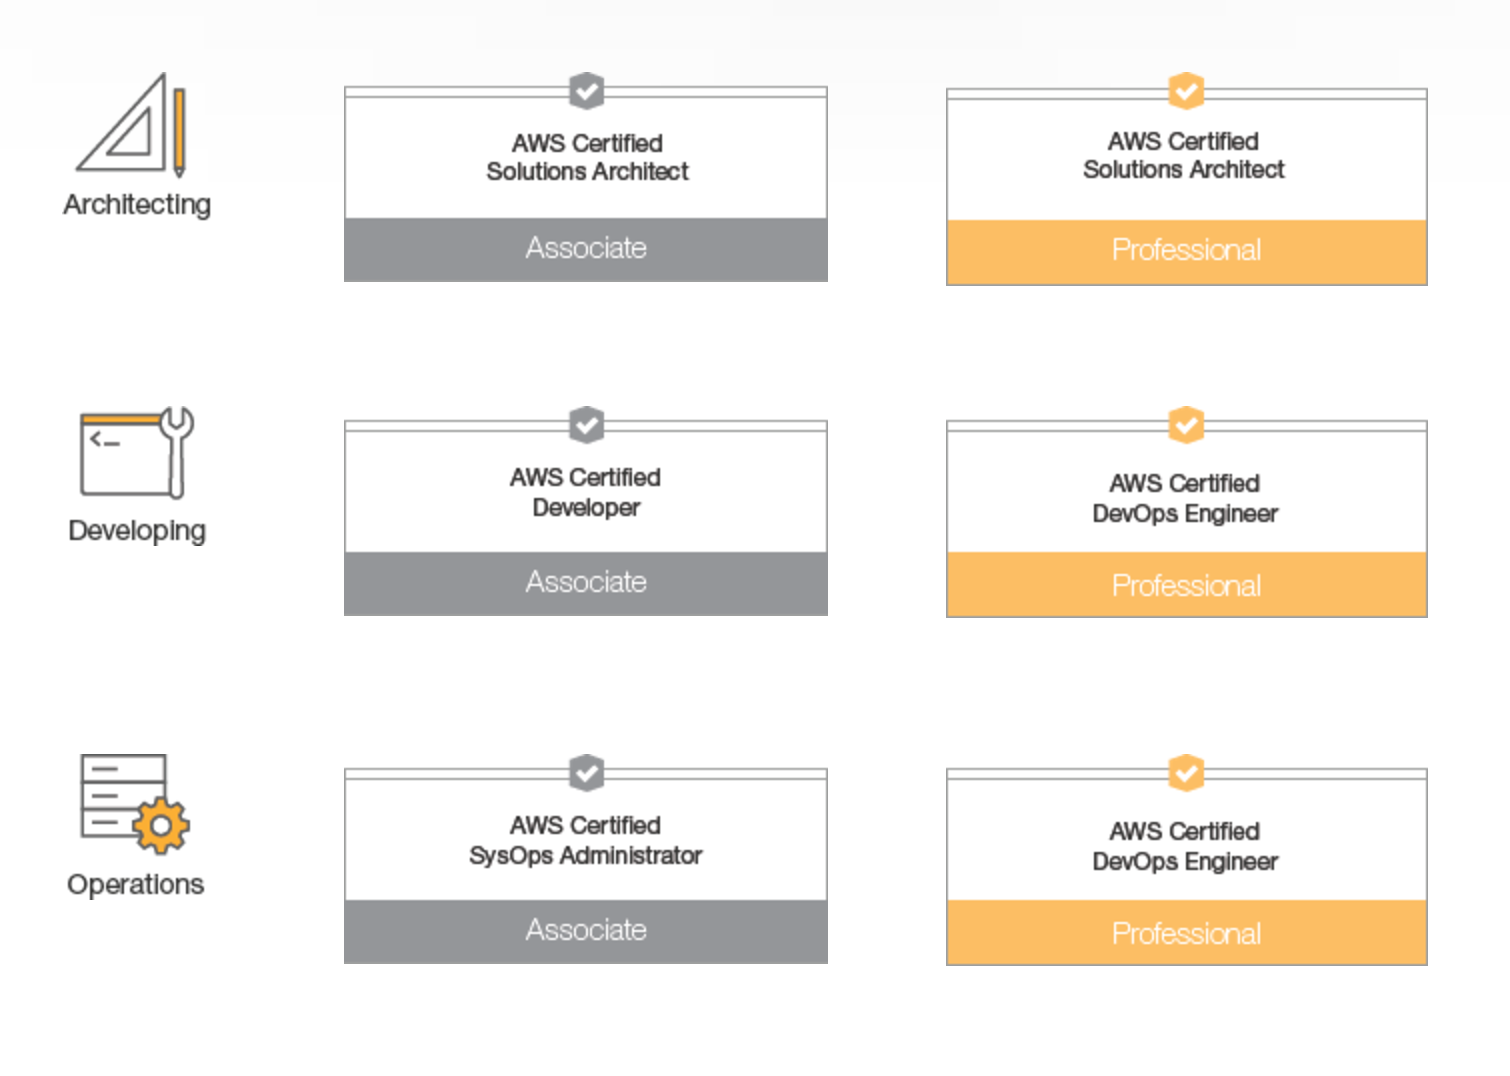 Architecting
AWS Certified
Solutions Architect
Associate
AWS Certified
Solutions Architect
Professional
<_
Developing
AWS Certified
Developer
Associate
AWS Certified
DevOps Engineer
Professional
Operations
AWS Certified
SysOps Administrator
Associate
AWS Certified
DevOps Engineer
Professional